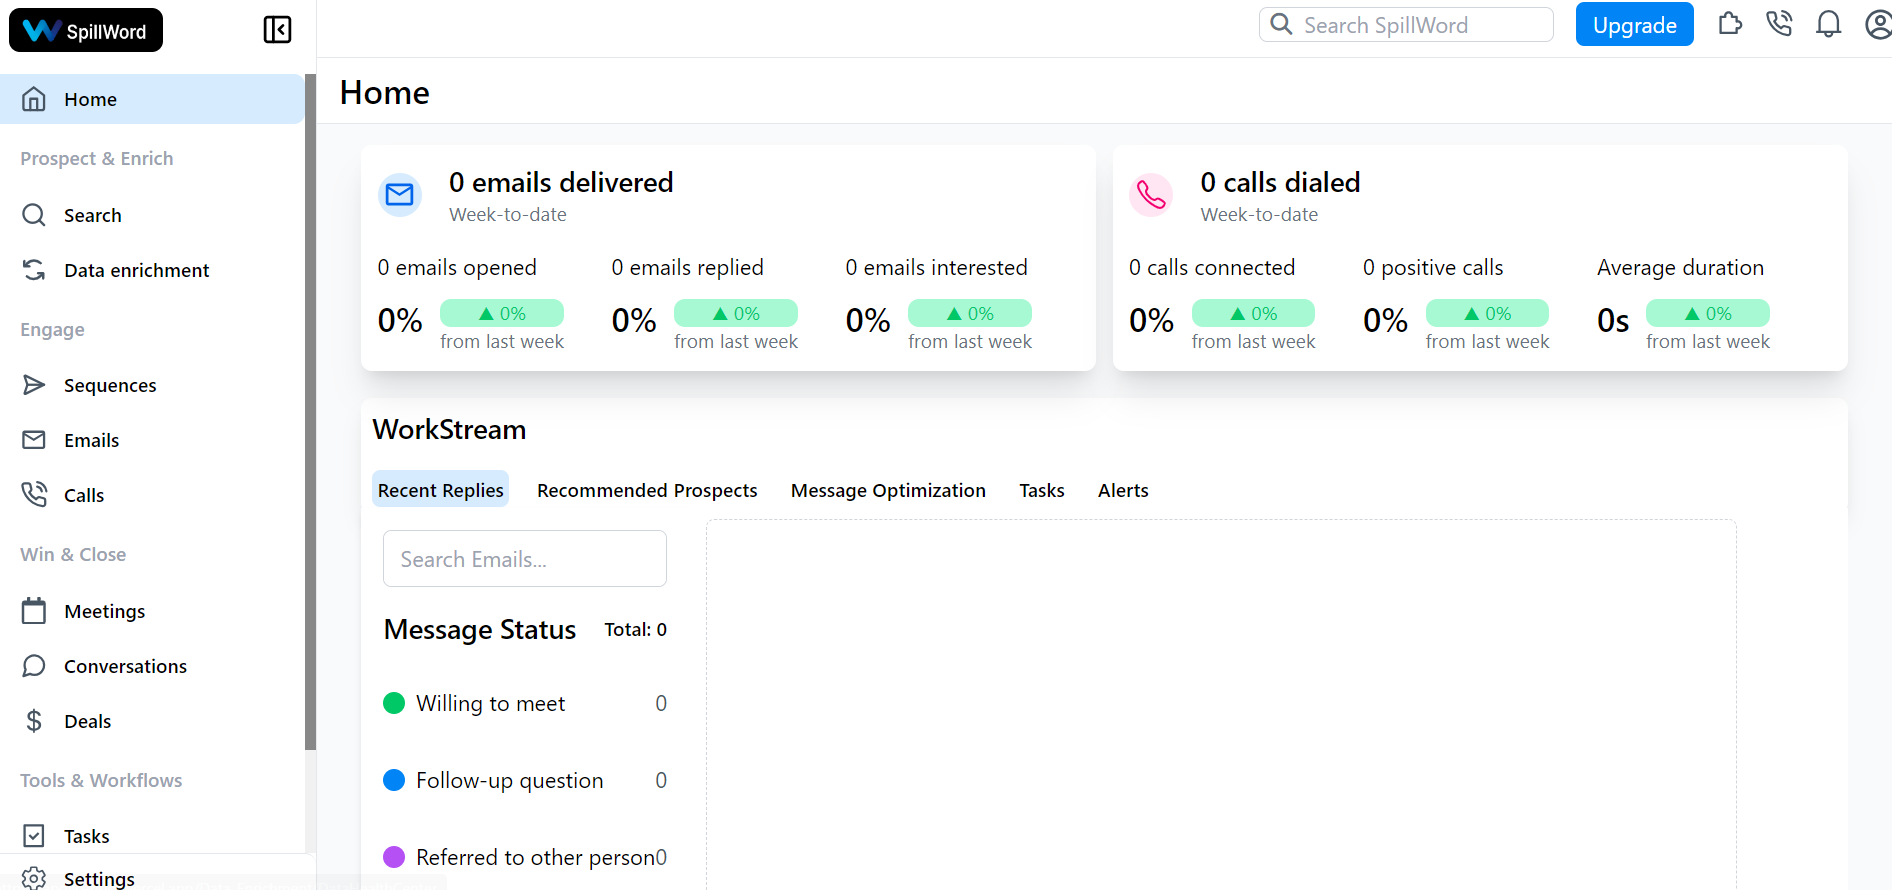 SpillWord
Search SpillWord
Upgrade
Home
Home
Prospect & Enrich
Search
Data enrichment
Engage
Sequences
Emails
Calls
Win & Close
Meetings
Conversations
Deals
Tools & Workflows
Tasks
Settings
0 emails delivered
Week-to-date
0 emails opened
0 emails replied
0 emails interested
0% ▲ 0%
from last week
0% ▲ 0%
from last week
0% ▲ 0%
from last week
0 calls dialed
Week-to-date
0 calls connected
0 positive calls
Average duration
0% ▲ 0%
from last week
0% ▲ 0%
from last week
0s ▲ 0%
from last week
WorkStream
Recent Replies Recommended Prospects Message Optimization Tasks Alerts
Search Emails...
Message Status Total: 0
Willing to meet 0
Follow-up question 0
Referred to other person 0